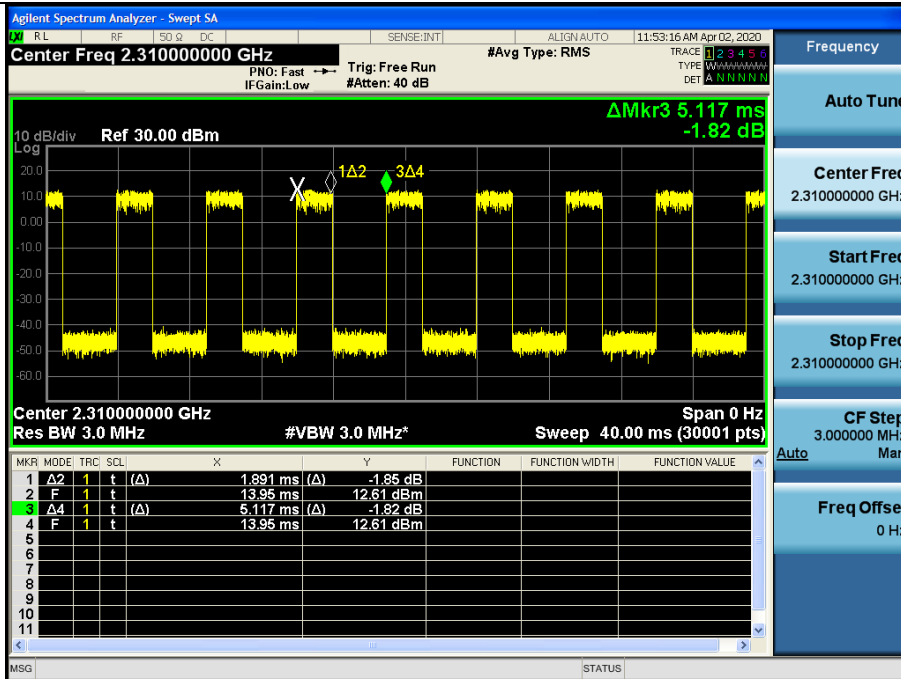 Agilent Spectrum Analyzer - Swept SA
LXI RL RF 50 Ω DC SENSE:INT ALIGNAUTO 11:53:16 AM Apr 02, 2020
Center Freq 2.310000000 GHz #Avg Type: RMS TRACE 1 2 3 4 5 6
PNO: Fast Trig: Free Run TYPE WWWWWW
IFGain:Low #Atten: 40 dB DET A N N N N N
ΔMkr3 5.117 ms
10 dB/div Ref 30.00 dBm -1.82 dB
Log
20.0
1Δ2 3Δ4
X
10.0
0.00
-10.0
-20.0
-30.0
-40.0
-50.0
-60.0
Center 2.310000000 GHz Span 0 Hz
Res BW 3.0 MHz #VBW 3.0 MHz* Sweep 40.00 ms (30001 pts)
MKR MODE TRC SCL X Y FUNCTION FUNCTION WIDTH FUNCTION VALUE
1 Δ2 1 t (Δ) 1.891 ms (Δ) -1.85 dB
2 F 1 t 13.95 ms 12.61 dBm
3 Δ4 1 t (Δ) 5.117 ms (Δ) -1.82 dB
4 F 1 t 13.95 ms 12.61 dBm
5
6
7
8
9
10
11
MSG STATUS
Frequency
Auto Tune
Center Freq
2.310000000 GHz
Start Freq
2.310000000 GHz
Stop Freq
2.310000000 GHz
CF Step
3.000000 MHz
Auto Man
Freq Offset
0 Hz